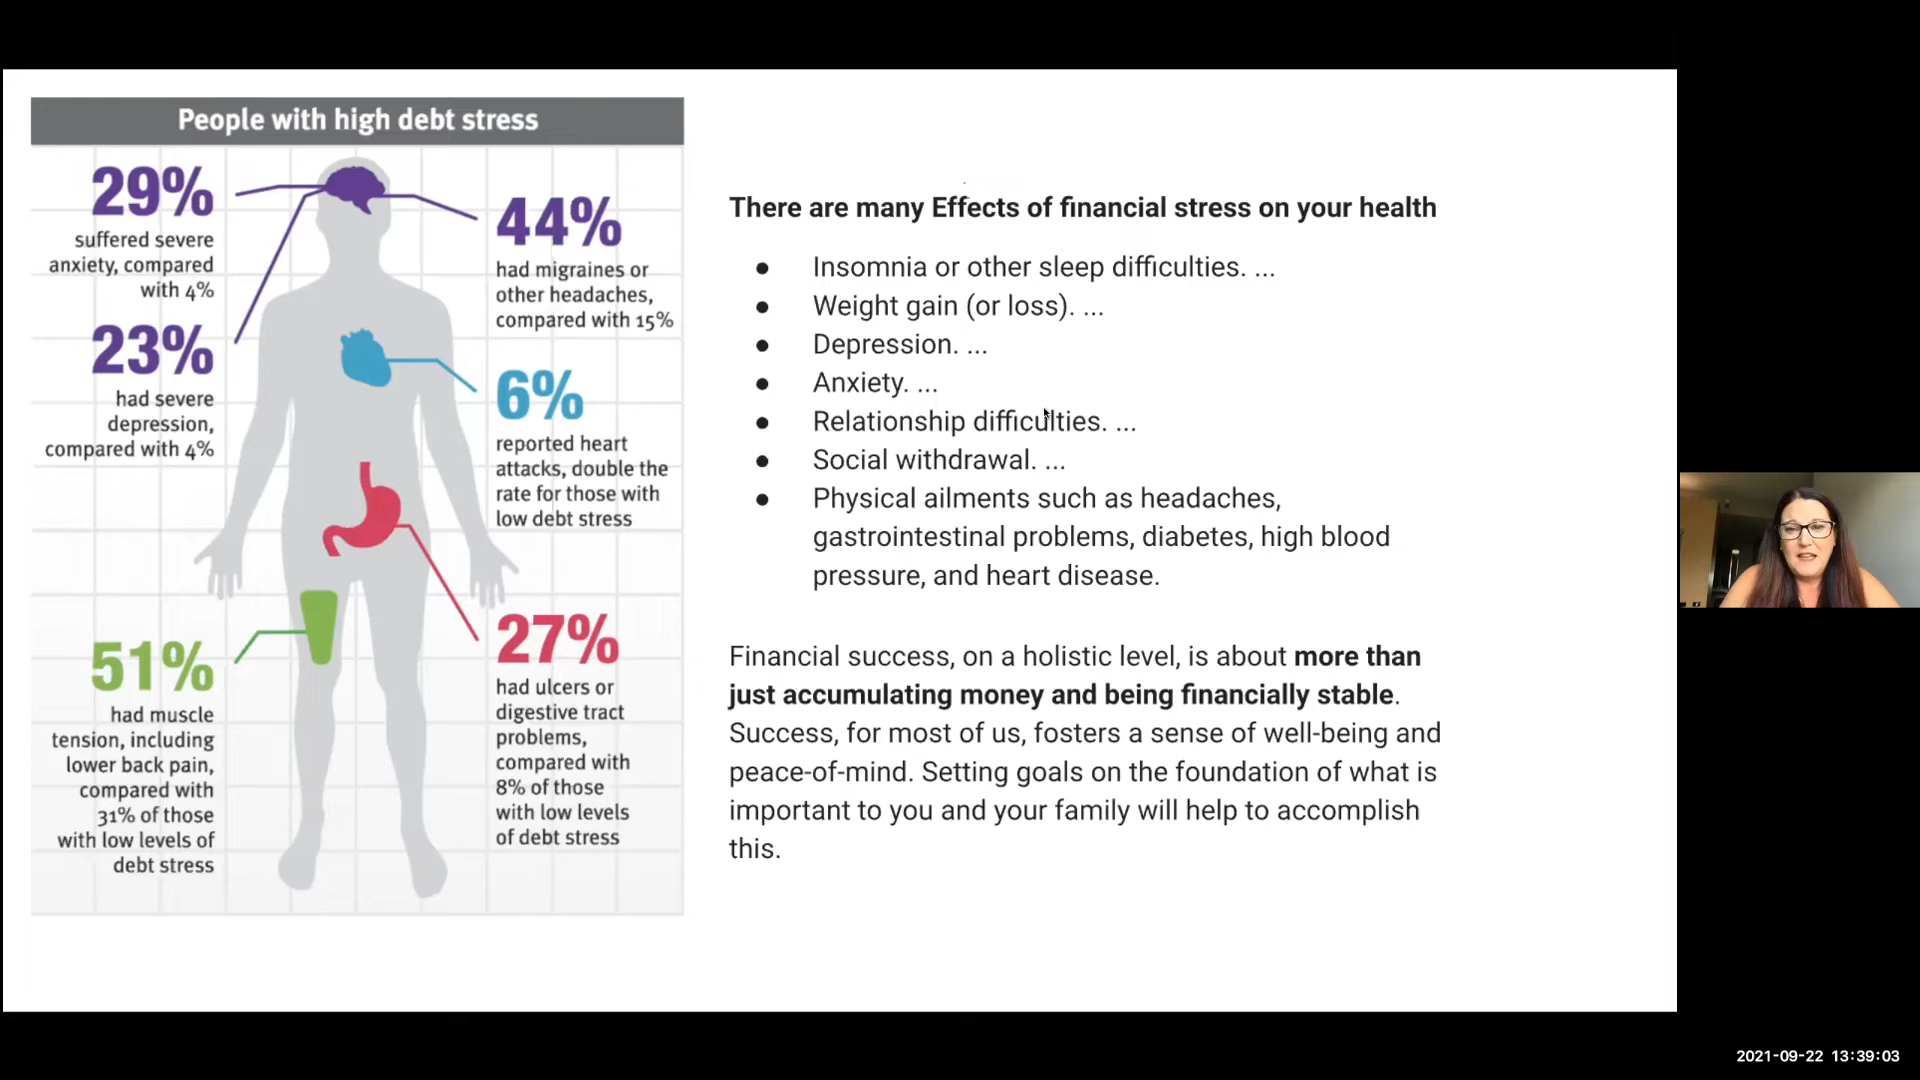 People with high debt stress
29%
suffered severe
anxiety, compared
with 4%
23%
had severe
depression,
compared with 4%
51%
had muscle
tension, including
lower back pain,
compared with
31% of those
with low levels of
debt stress
44%
had migraines or
other headaches,
compared with 15%
6%
reported heart
attacks, double the
rate for those with
low debt stress
27%
had ulcers or
digestive tract
problems,
compared with
8% of those
with low levels
of debt stress
There are many Effects of financial stress on your health
● Insomnia or other sleep difficulties. ...
● Weight gain (or loss). ...
● Depression. ...
● Anxiety. ...
● Relationship difficulties. ...
● Social withdrawal. ...
● Physical ailments such as headaches,
gastrointestinal problems, diabetes, high blood
pressure, and heart disease.
Financial success, on a holistic level, is about more than
just accumulating money and being financially stable.
Success, for most of us, fosters a sense of well-being and
peace-of-mind. Setting goals on the foundation of what is
important to you and your family will help to accomplish
this.
2021-09-22 13:39:03